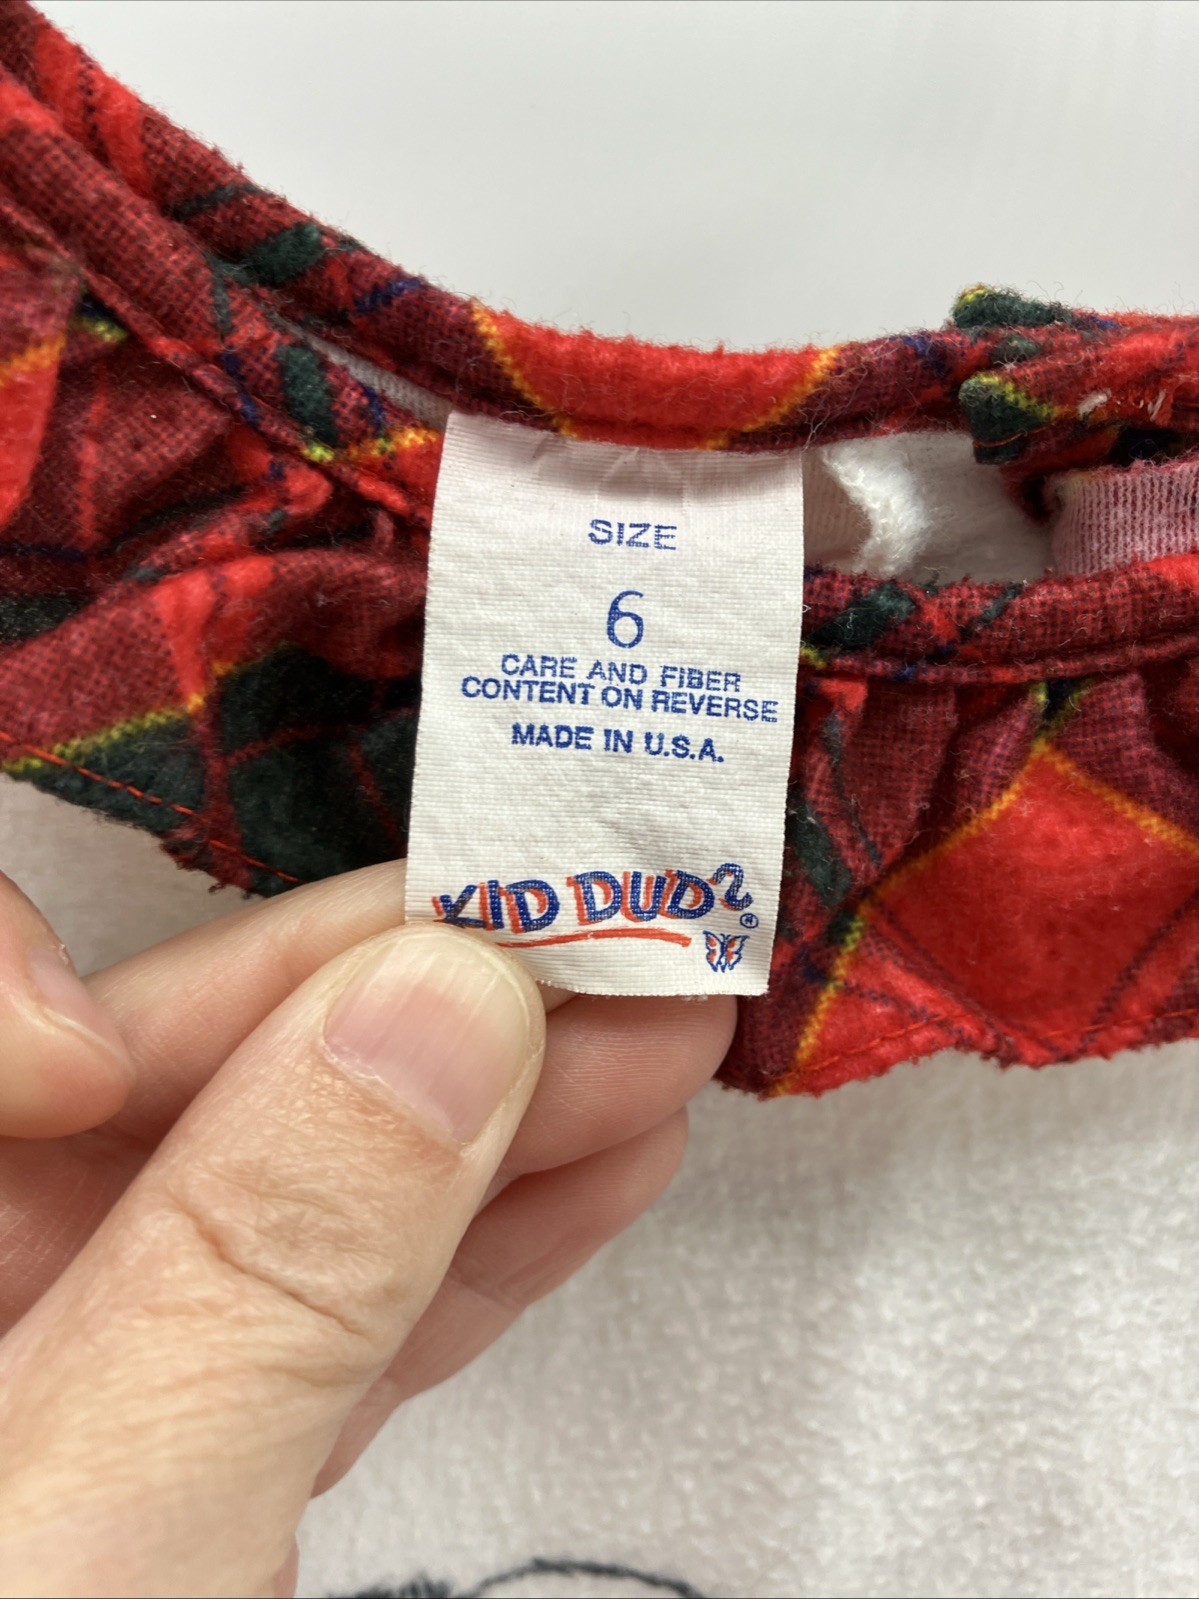 SIZE
6
CARE AND FIBER
CONTENT ON REVERSE
MADE IN U.S.A.
KID DUDS®